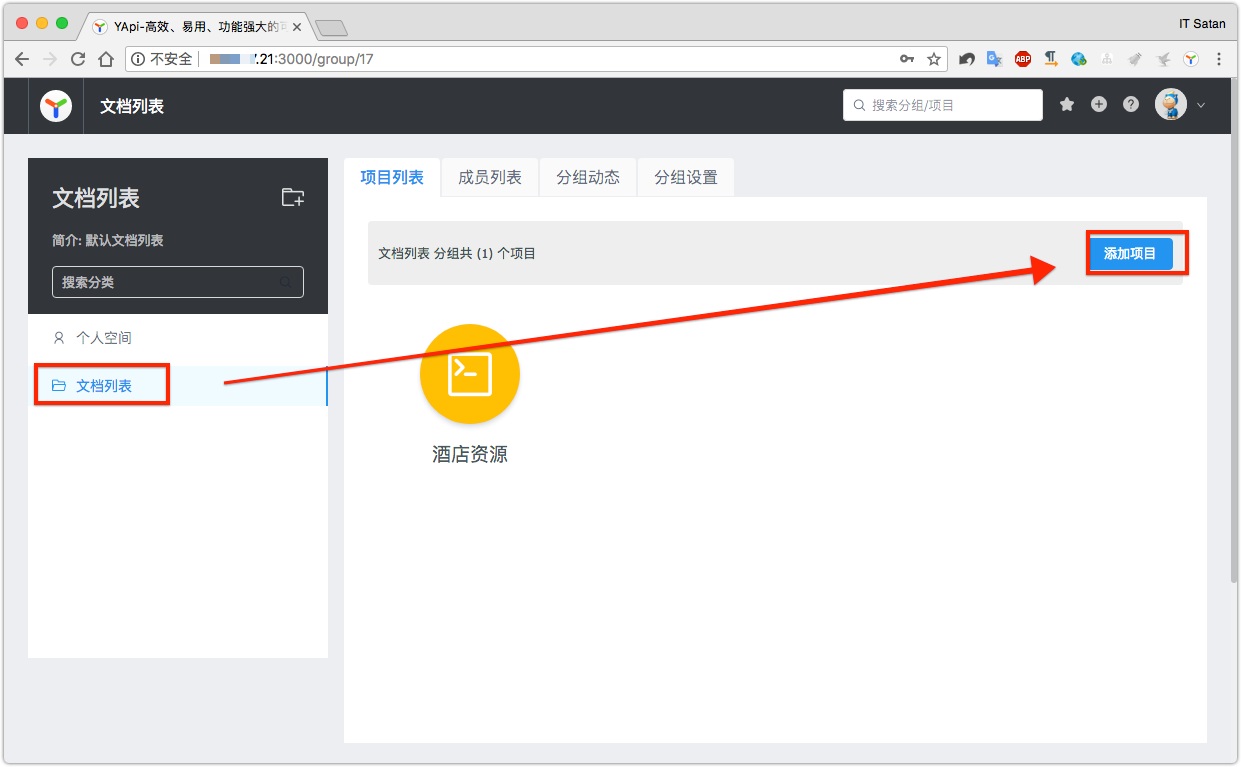 YApi-高效、易用、功能强大的
IT Satan
不安全
.21:3000/group/17
ABP
文档列表
搜索分组/项目
文档列表
简介: 默认文档列表
搜索分类
个人空间
文档列表
项目列表
成员列表
分组动态
分组设置
文档列表 分组共 (1) 个项目
添加项目
酒店资源